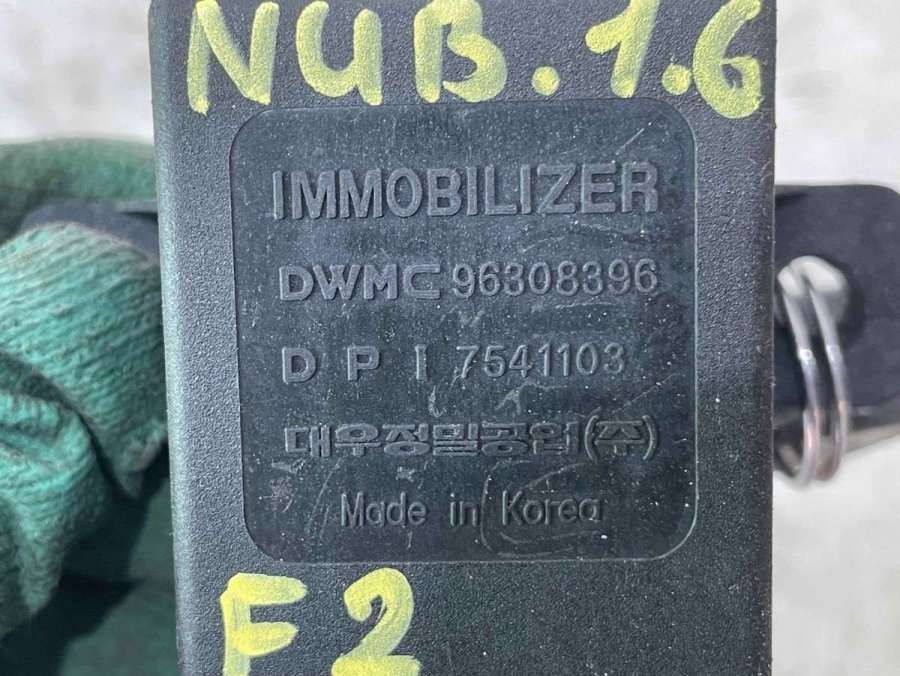 NUB.1.6
IMMOBILIZER
DWMC 96308396
D P I 7541103
대우정밀공업(주)
Made in Korea
F2